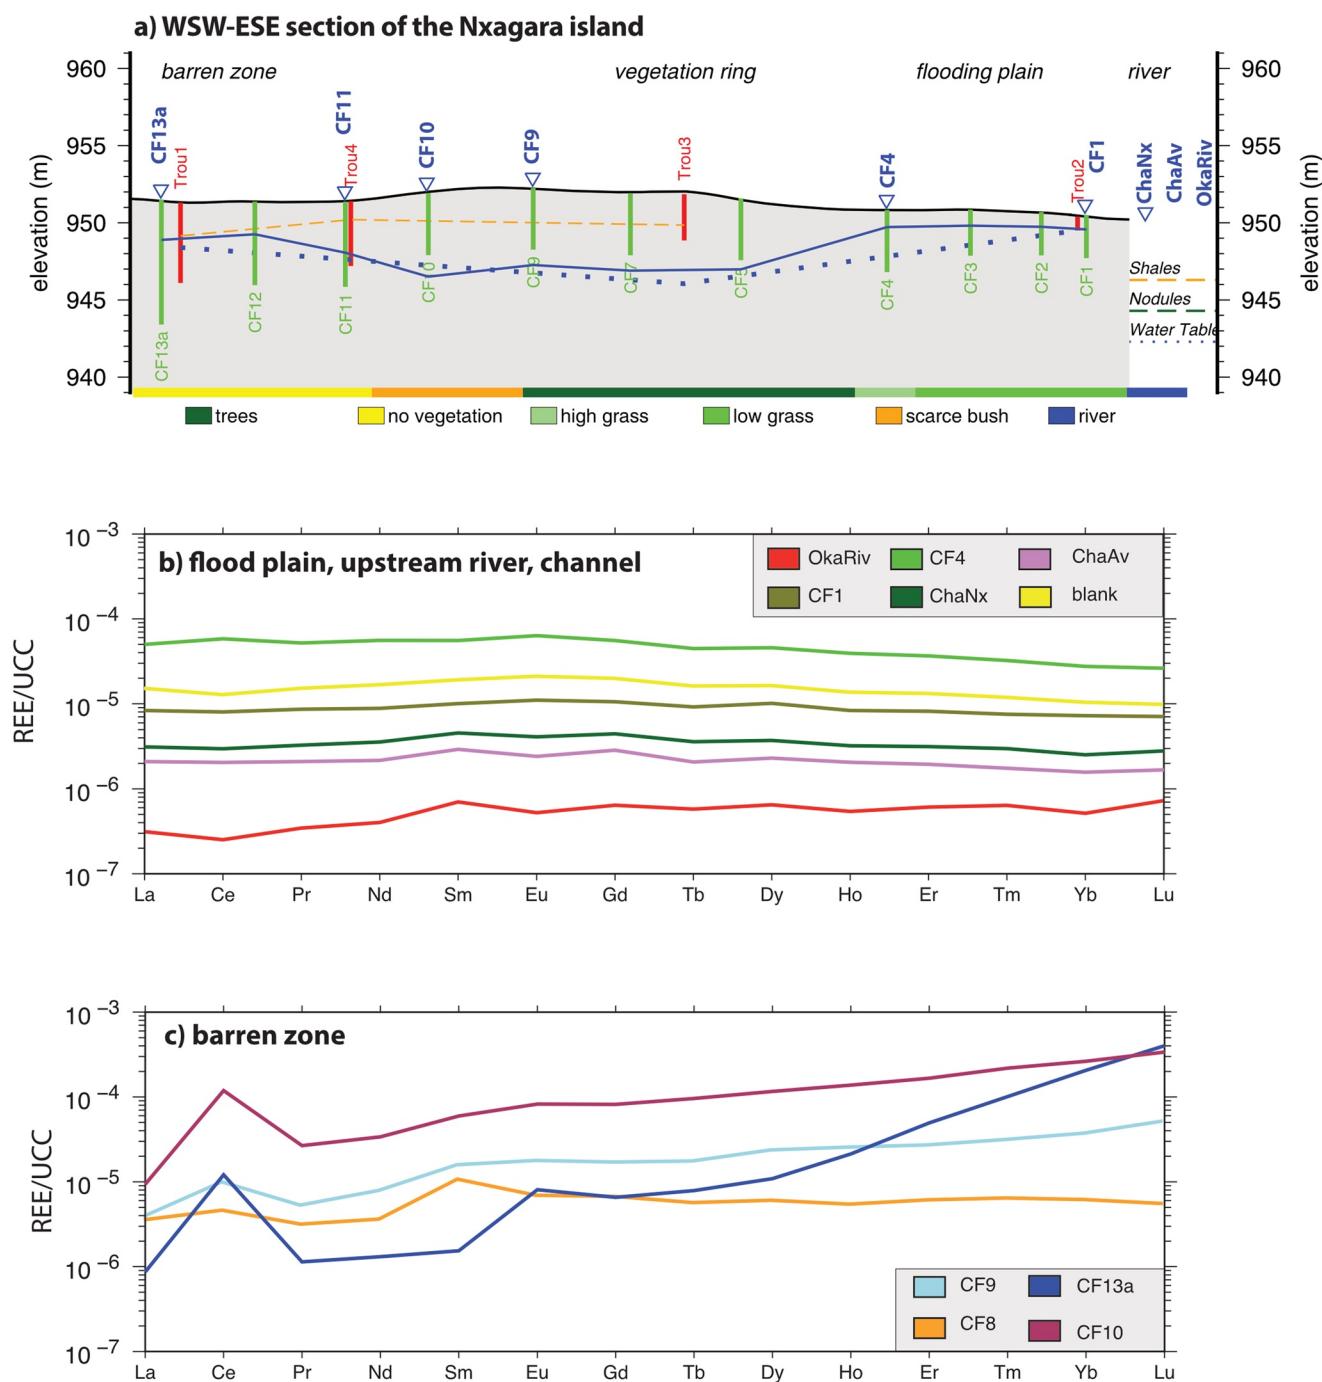 a) WSW-ESE section of the Nxagara island
barren zone vegetation ring flooding plain river
960 960
955 955
950 950
945 945
940 940
elevation (m)
elevation (m)
CF13a CF11 CF10 CF9 CF4 CF1 ChaNx ChaAv OkaRiv
Trou1 Trou4 Trou3 Trou2
CF13a CF12 CF11 CF 0 CF9 CF7 CF5 CF4 CF3 CF2 CF1
Shales
Nodules
Water Table
trees no vegetation high grass low grass scarce bush river
b) flood plain, upstream river, channel
OkaRiv CF4 ChaAv
CF1 ChaNx blank
REE/UCC
10 −3
10 −4
10 −5
10 −6
10 −7
La Ce Pr Nd Sm Eu Gd Tb Dy Ho Er Tm Yb Lu
c) barren zone
REE/UCC
10 −3
10 −4
10 −5
10 −6
10 −7
CF9 CF13a
CF8 CF10
La Ce Pr Nd Sm Eu Gd Tb Dy Ho Er Tm Yb Lu